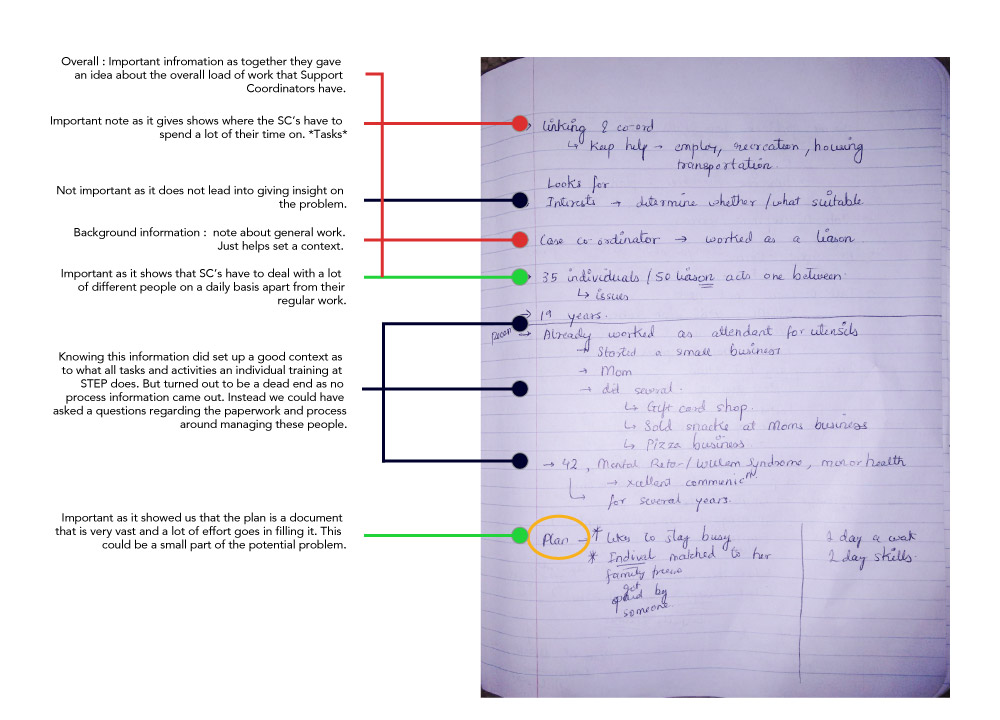 Overall : Important infromation as together they gave
an idea about the overall load of work that Support
Coordinators have.
Important note as it gives shows where the SC's have to
spend a lot of their time on. *Tasks*
Not important as it does not lead into giving insight on
the problem.
Background information : note about general work.
Just helps set a context.
Important as it shows that SC's have to deal with a lot
of different people on a daily basis apart from their
regular work.
Knowing this information did set up a good context as
to what all tasks and activities an individual training at
STEP does. But turned out to be a dead end as no
process information came out. Instead we could have
asked a questions regarding the paperwork and process
around managing these people.
Important as it showed us that the plan is a document
that is very vast and a lot of effort goes in filling it. This
could be a small part of the potential problem.
linking & co-ord
↳ Keep help → employ, recreation, housing
transportation.
Looks for
Interests → determine whether/what suitable
Case co-ordinator → worked as a liason
35 individuals / 50 liason acts one between.
↳ issues
→ 19 years.
→ Already worked as attendant for utensils
→ Started a small business
→ Mom
→ did several.
↳ Gift card shop.
↳ Sold snacks at Moms business
↳ Pizza business
→ 42, Mental Retar- / Syndrome, minor health
→ xcellent communicⁿ
for several years.
Plan → * likes to stay busy
* Indival matched to her
family
get
paid by
someone.
1 day a
2 day skills.